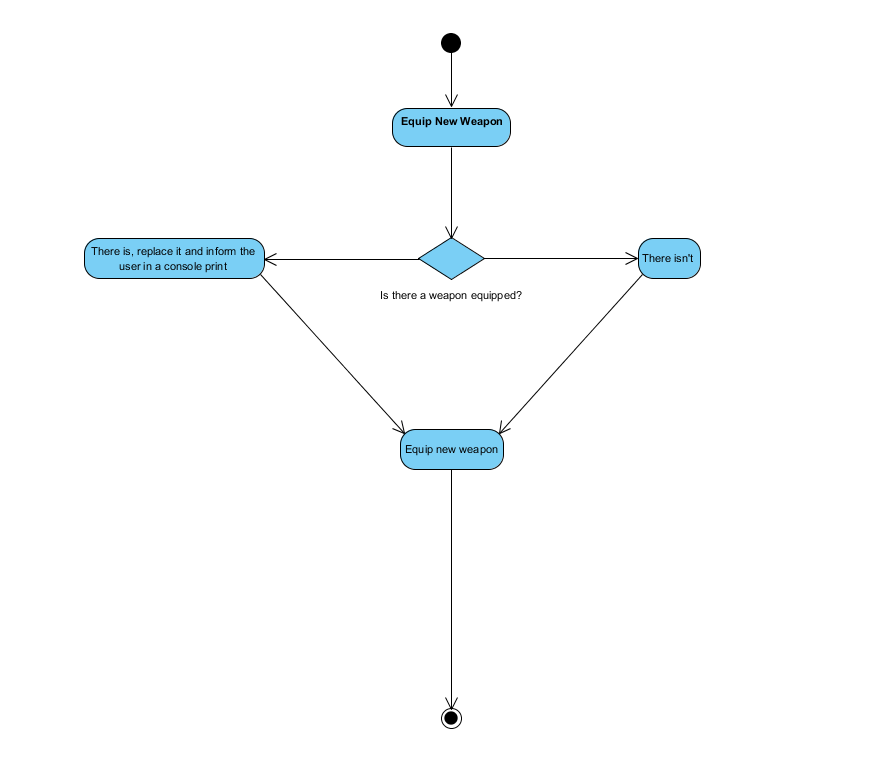 Equip New Weapon
There is, replace it and inform the
user in a console print
There isn't
Is there a weapon equipped?
Equip new weapon